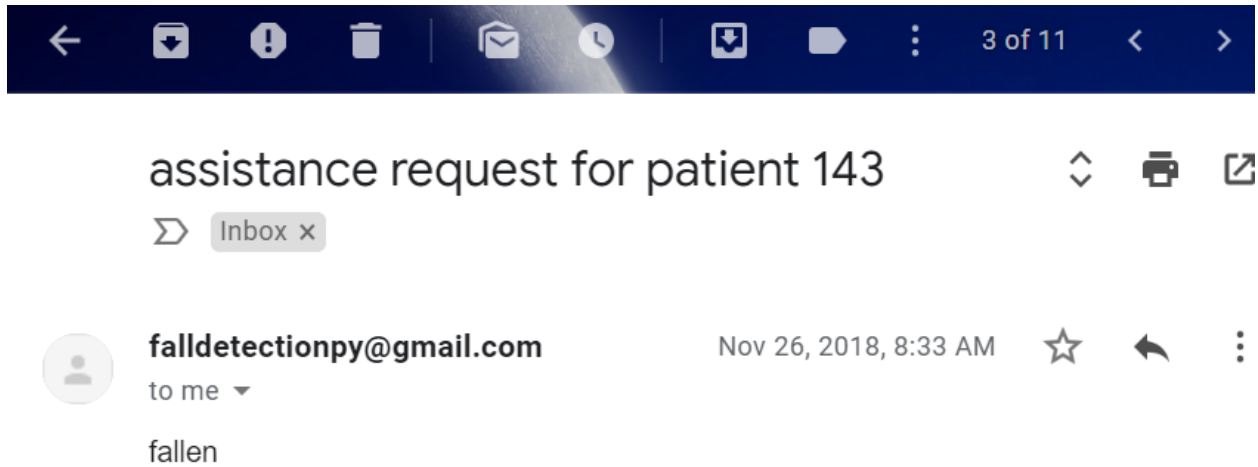 3 of 11
assistance request for patient 143
Inbox ×
falldetectionpy@gmail.com Nov 26, 2018, 8:33 AM
to me
fallen